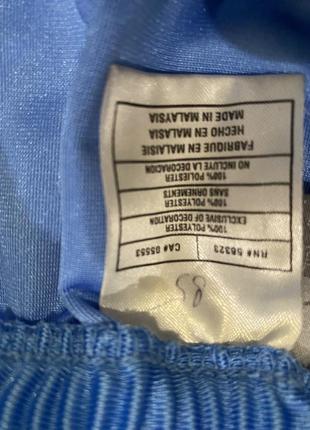 RN# 56323 CA# 05553
100% POLYESTER
EXCLUSIVE OF DECORATION
100% POLYESTER
SANS ORNEMENTS
100% POLIESTER
NO INCLUYE LA DECORACION
FABRIQUE EN MALAISIE
HECHO EN MALASIA
MADE IN MALAYSIA